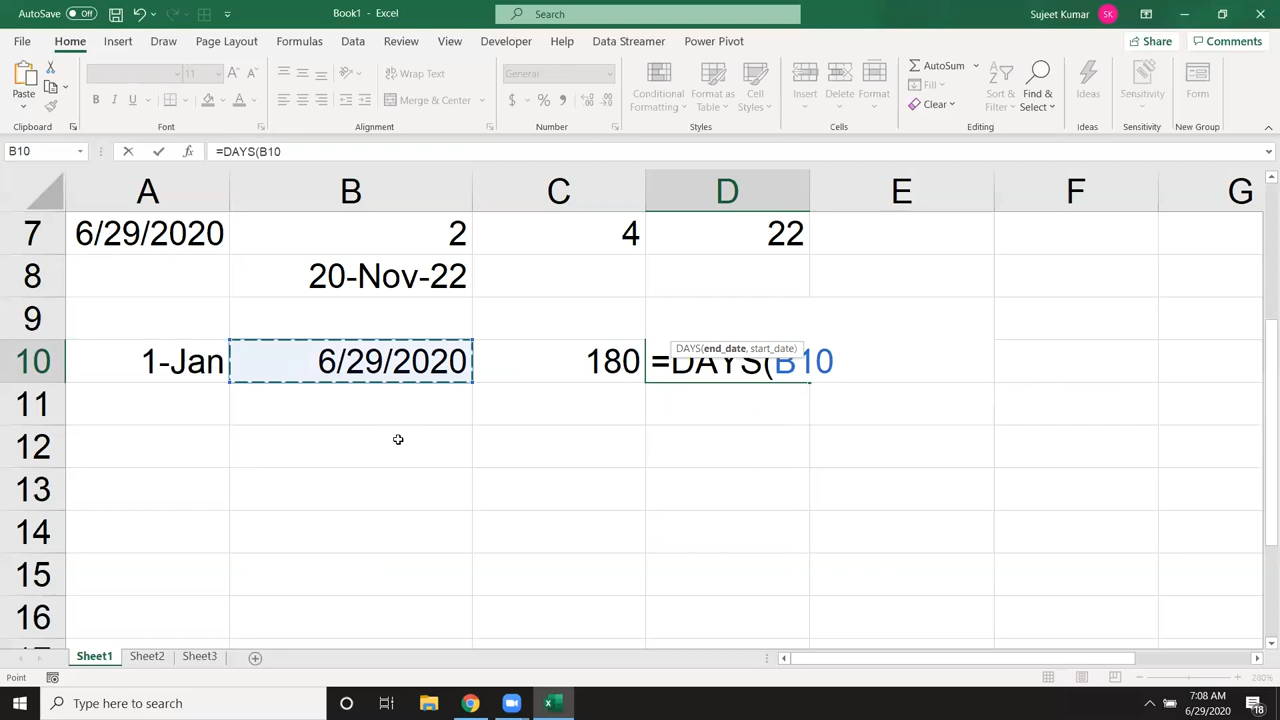 AutoSave Off Book1 - Excel Search Sujeet Kumar SK
File Home Insert Draw Page Layout Formulas Data Review View Developer Help Data Streamer Power Pivot Share Comments
Paste 11 Wrap Text General Conditional Formatting Format as Table Cell Styles Insert Delete Format AutoSum Fill Clear Sort & Filter Find & Select Ideas Sensitivity Form
B I U Merge & Center $ %
Clipboard Font Alignment Number Styles Cells Editing Ideas Sensitivity New Group
B10 fx =DAYS(B10
A B C D E F G
7 6/29/2020 2 4 22
8 20-Nov-22
9
DAYS(end_date, start_date)
10 1-Jan 6/29/2020 180 =DAYS(B10
11
12
13
14
15
16
Sheet1 Sheet2 Sheet3
Point 280%
Type here to search 7:08 AM
6/29/2020 18